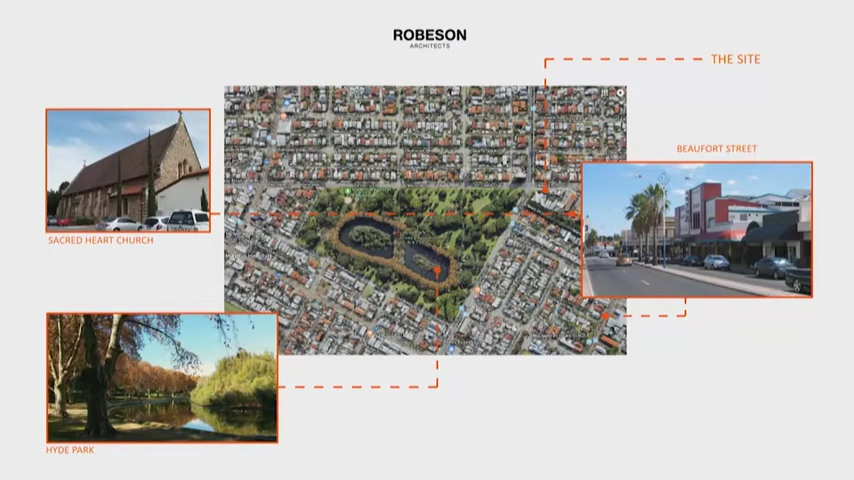 ROBESON
ARCHITECTS
THE SITE
BEAUFORT STREET
SACRED HEART CHURCH
HYDE PARK